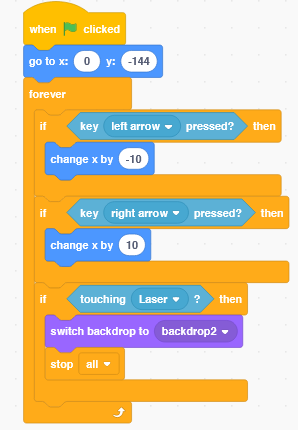 when clicked
go to x: 0 y: -144
forever
if key left arrow pressed? then
change x by -10
if key right arrow pressed? then
change x by 10
if touching Laser ? then
switch backdrop to backdrop2
stop all